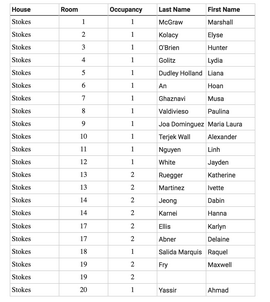 House Room Occupancy Last Name First Name
Stokes 1 1 McGraw Marshall
Stokes 2 1 Kolacy Elyse
Stokes 3 1 O'Brien Hunter
Stokes 4 1 Golitz Lydia
Stokes 5 1 Dudley Holland Liana
Stokes 6 1 An Hoan
Stokes 7 1 Ghaznavi Musa
Stokes 8 1 Valdivieso Paulina
Stokes 9 1 Joa Dominguez Maria Laura
Stokes 10 1 Terjek Wall Alexander
Stokes 11 1 Nguyen Linh
Stokes 12 1 White Jayden
Stokes 13 2 Ruegger Katherine
Stokes 13 2 Martinez Ivette
Stokes 14 2 Jeong Dabin
Stokes 14 2 Karnei Hanna
Stokes 17 2 Ellis Karlyn
Stokes 17 2 Abner Delaine
Stokes 18 1 Salida Marquis Raquel
Stokes 19 2 Fry Maxwell
Stokes 19 2
Stokes 20 1 Yassir Ahmad